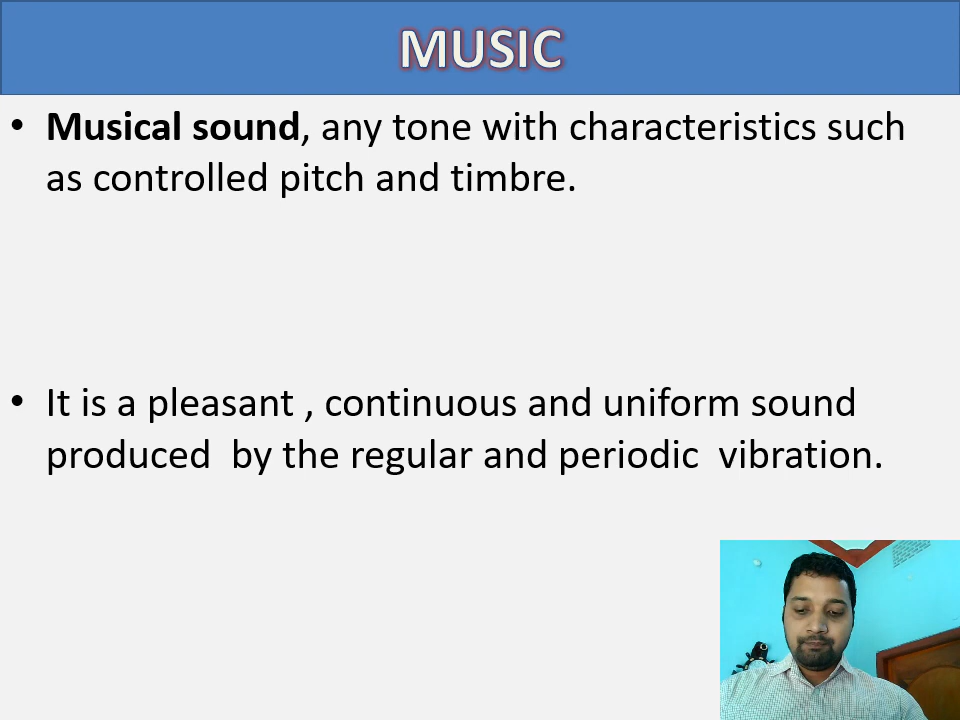 MUSIC
• Musical sound, any tone with characteristics such
as controlled pitch and timbre.
• It is a pleasant , continuous and uniform sound
produced  by the regular and periodic  vibration.